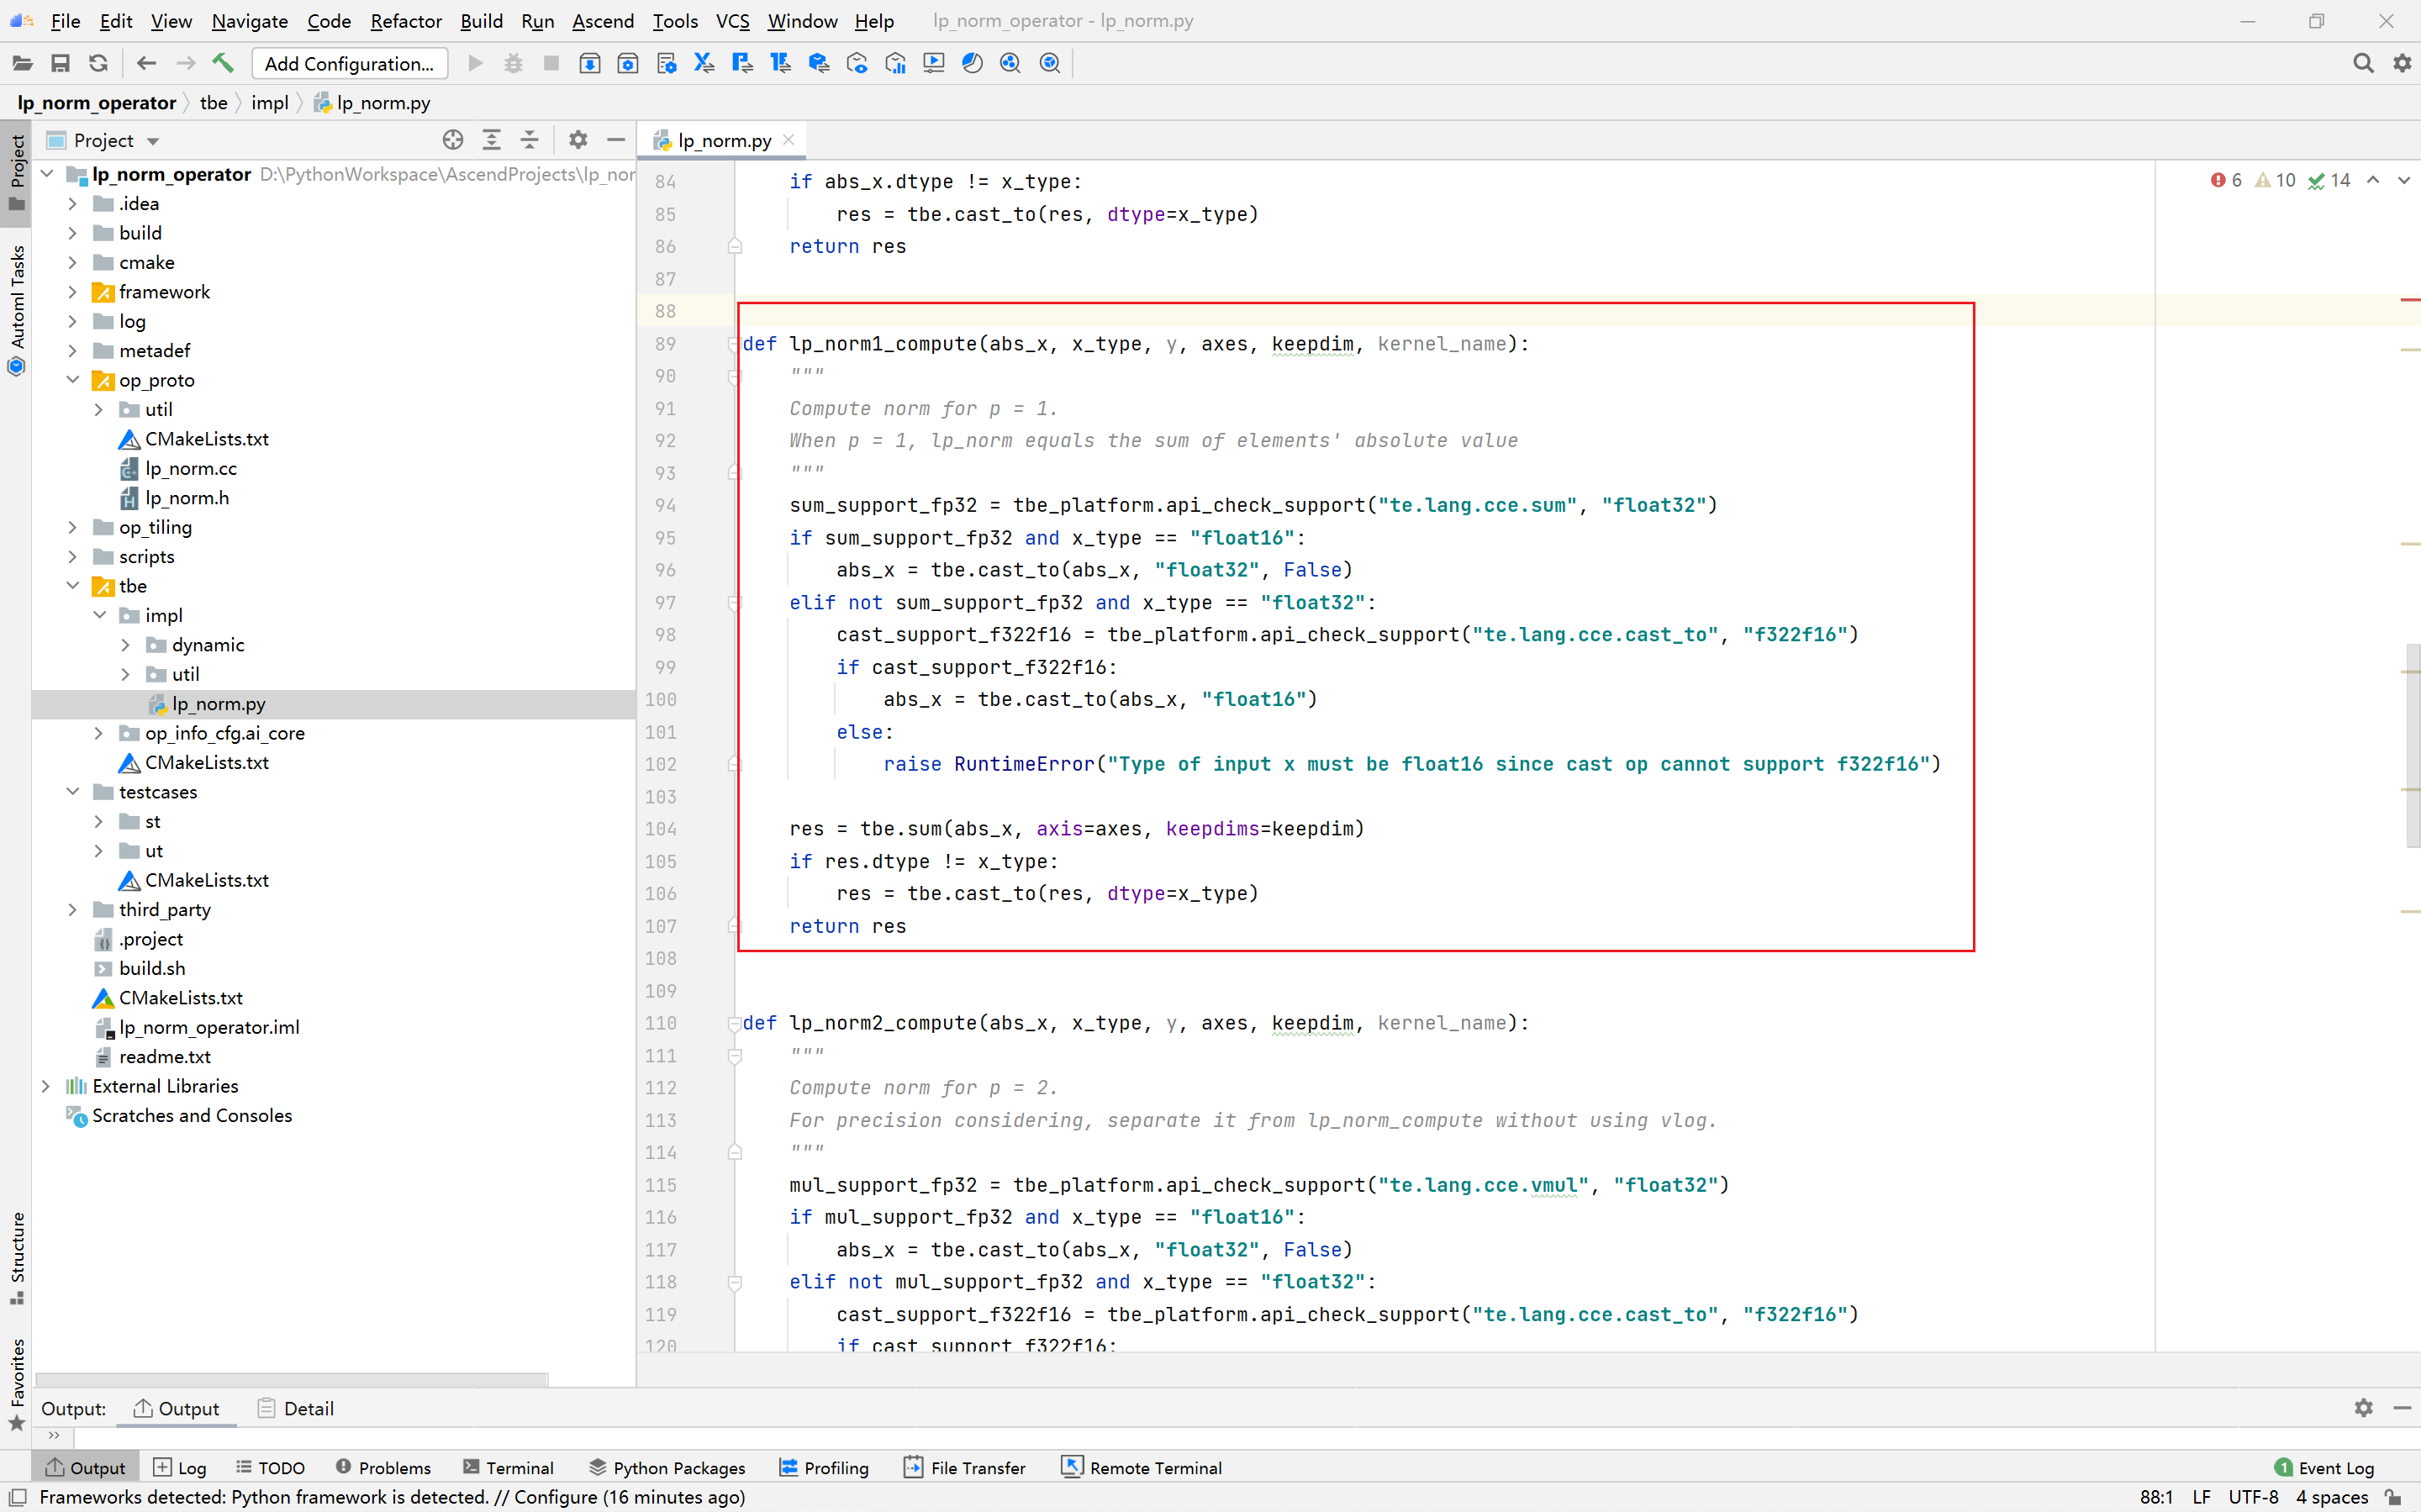 File Edit View Navigate Code Refactor Build Run Ascend Tools VCS Window Help lp_norm_operator - lp_norm.py
Add Configuration...
lp_norm_operator tbe impl lp_norm.py
Project
lp_norm.py
Project
Automl Tasks
Structure
Favorites
lp_norm_operator D:\PythonWorkspace\AscendProjects\lp_nor
.idea
build
cmake
framework
log
metadef
op_proto
util
CMakeLists.txt
lp_norm.cc
lp_norm.h
op_tiling
scripts
tbe
impl
dynamic
util
lp_norm.py
op_info_cfg.ai_core
CMakeLists.txt
testcases
st
ut
CMakeLists.txt
third_party
.project
build.sh
CMakeLists.txt
lp_norm_operator.iml
readme.txt
External Libraries
Scratches and Consoles
6 10 14
84 if abs_x.dtype != x_type:
85 res = tbe.cast_to(res, dtype=x_type)
86 return res
87
88
89 def lp_norm1_compute(abs_x, x_type, y, axes, keepdim, kernel_name):
90 """
91 Compute norm for p = 1.
92 When p = 1, lp_norm equals the sum of elements' absolute value
93 """
94 sum_support_fp32 = tbe_platform.api_check_support("te.lang.cce.sum", "float32")
95 if sum_support_fp32 and x_type == "float16":
96 abs_x = tbe.cast_to(abs_x, "float32", False)
97 elif not sum_support_fp32 and x_type == "float32":
98 cast_support_f322f16 = tbe_platform.api_check_support("te.lang.cce.cast_to", "f322f16")
99 if cast_support_f322f16:
100 abs_x = tbe.cast_to(abs_x, "float16")
101 else:
102 raise RuntimeError("Type of input x must be float16 since cast op cannot support f322f16")
103
104 res = tbe.sum(abs_x, axis=axes, keepdims=keepdim)
105 if res.dtype != x_type:
106 res = tbe.cast_to(res, dtype=x_type)
107 return res
108
109
110 def lp_norm2_compute(abs_x, x_type, y, axes, keepdim, kernel_name):
111 """
112 Compute norm for p = 2.
113 For precision considering, separate it from lp_norm_compute without using vlog.
114 """
115 mul_support_fp32 = tbe_platform.api_check_support("te.lang.cce.vmul", "float32")
116 if mul_support_fp32 and x_type == "float16":
117 abs_x = tbe.cast_to(abs_x, "float32", False)
118 elif not mul_support_fp32 and x_type == "float32":
119 cast_support_f322f16 = tbe_platform.api_check_support("te.lang.cce.cast_to", "f322f16")
120 if cast_support_f322f16:
Output: Output Detail
»
Output Log TODO Problems Terminal Python Packages Profiling File Transfer Remote Terminal 1 Event Log
Frameworks detected: Python framework is detected. // Configure (16 minutes ago) 88:1 LF UTF-8 4 spaces